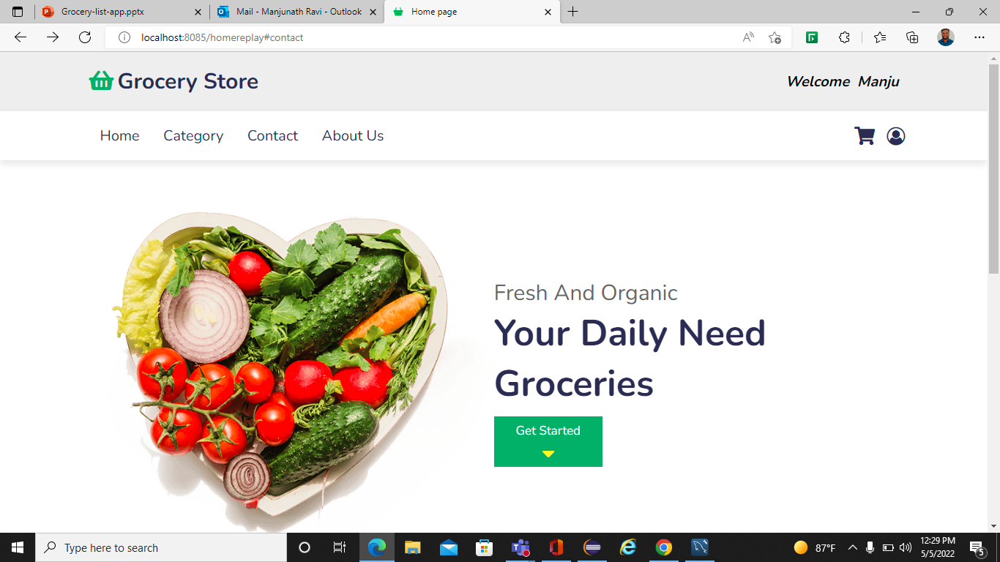 Grocery-list-app.pptx
Mail - Manjunath Ravi - Outlook
Home page
localhost:8085/homereplay#contact
Grocery Store
Welcome Manju
Home
Category
Contact
About Us
Fresh And Organic
Your Daily Need
Groceries
Get Started
Type here to search
87°F
12:29 PM
5/5/2022
5